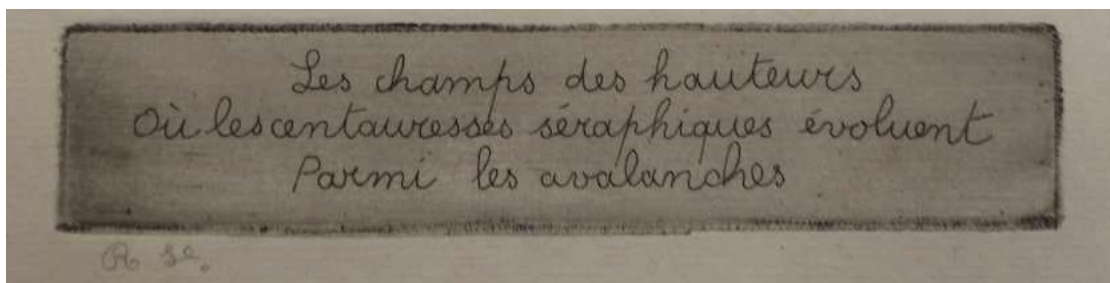 Les champs des hauteurs
Où les centauresses séraphiques évoluent
Parmi les avalanches